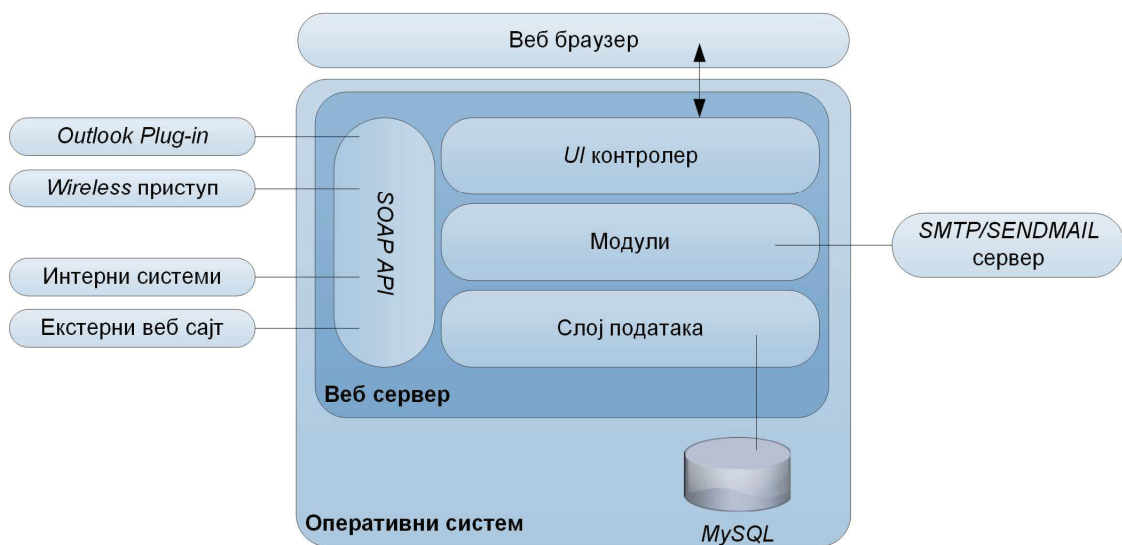 Веб браузер
Outlook Plug-in
Wireless приступ
Интерни системи
Екстерни веб сајт
SOAP API
UI контролер
Модули
Слој података
SMTP/SENDMAIL
сервер
Веб сервер
MySQL
Оперативни систем